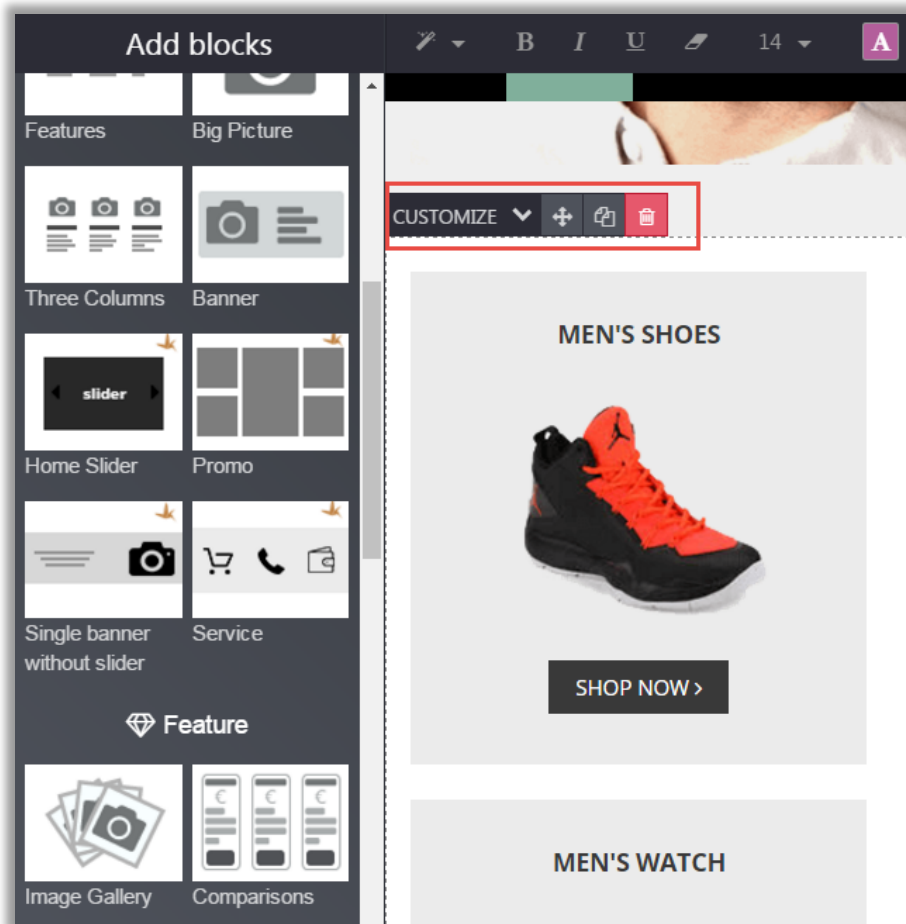 Add blocks
B I U 14 A
Features
Big Picture
Three Columns
Banner
slider
Home Slider
Promo
Single banner
without slider
Service
Feature
€ € €
Image Gallery
Comparisons
CUSTOMIZE
MEN'S SHOES
SHOP NOW >
MEN'S WATCH